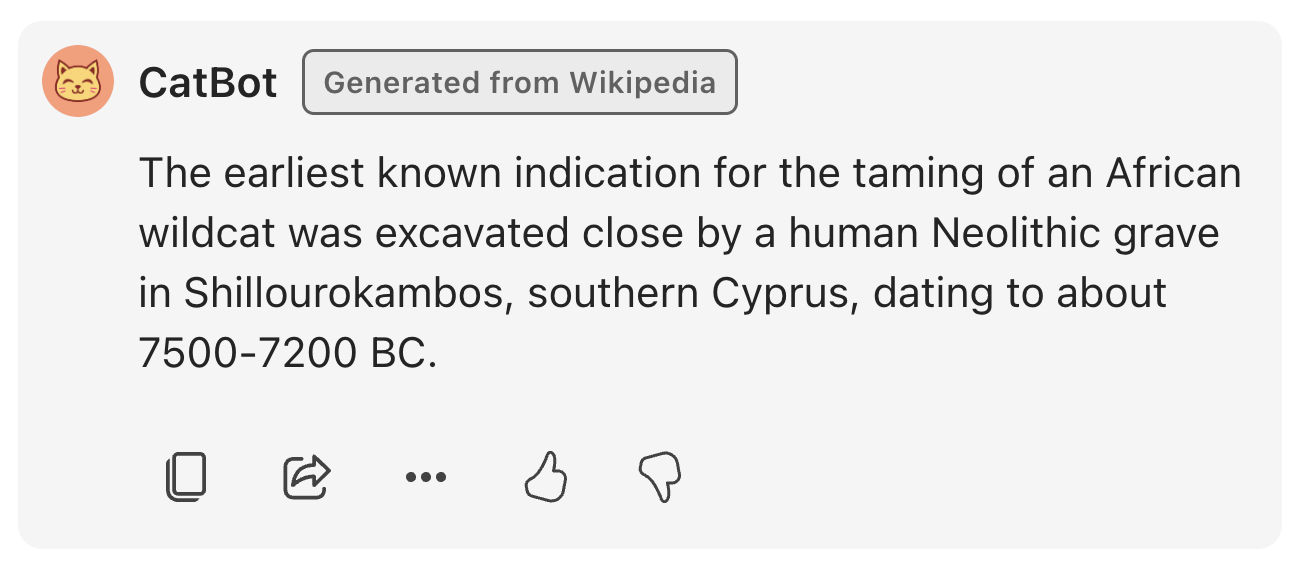 CatBot
Generated from Wikipedia
The earliest known indication for the taming of an African
wildcat was excavated close by a human Neolithic grave
in Shillourokambos, southern Cyprus, dating to about
7500-7200 BC.